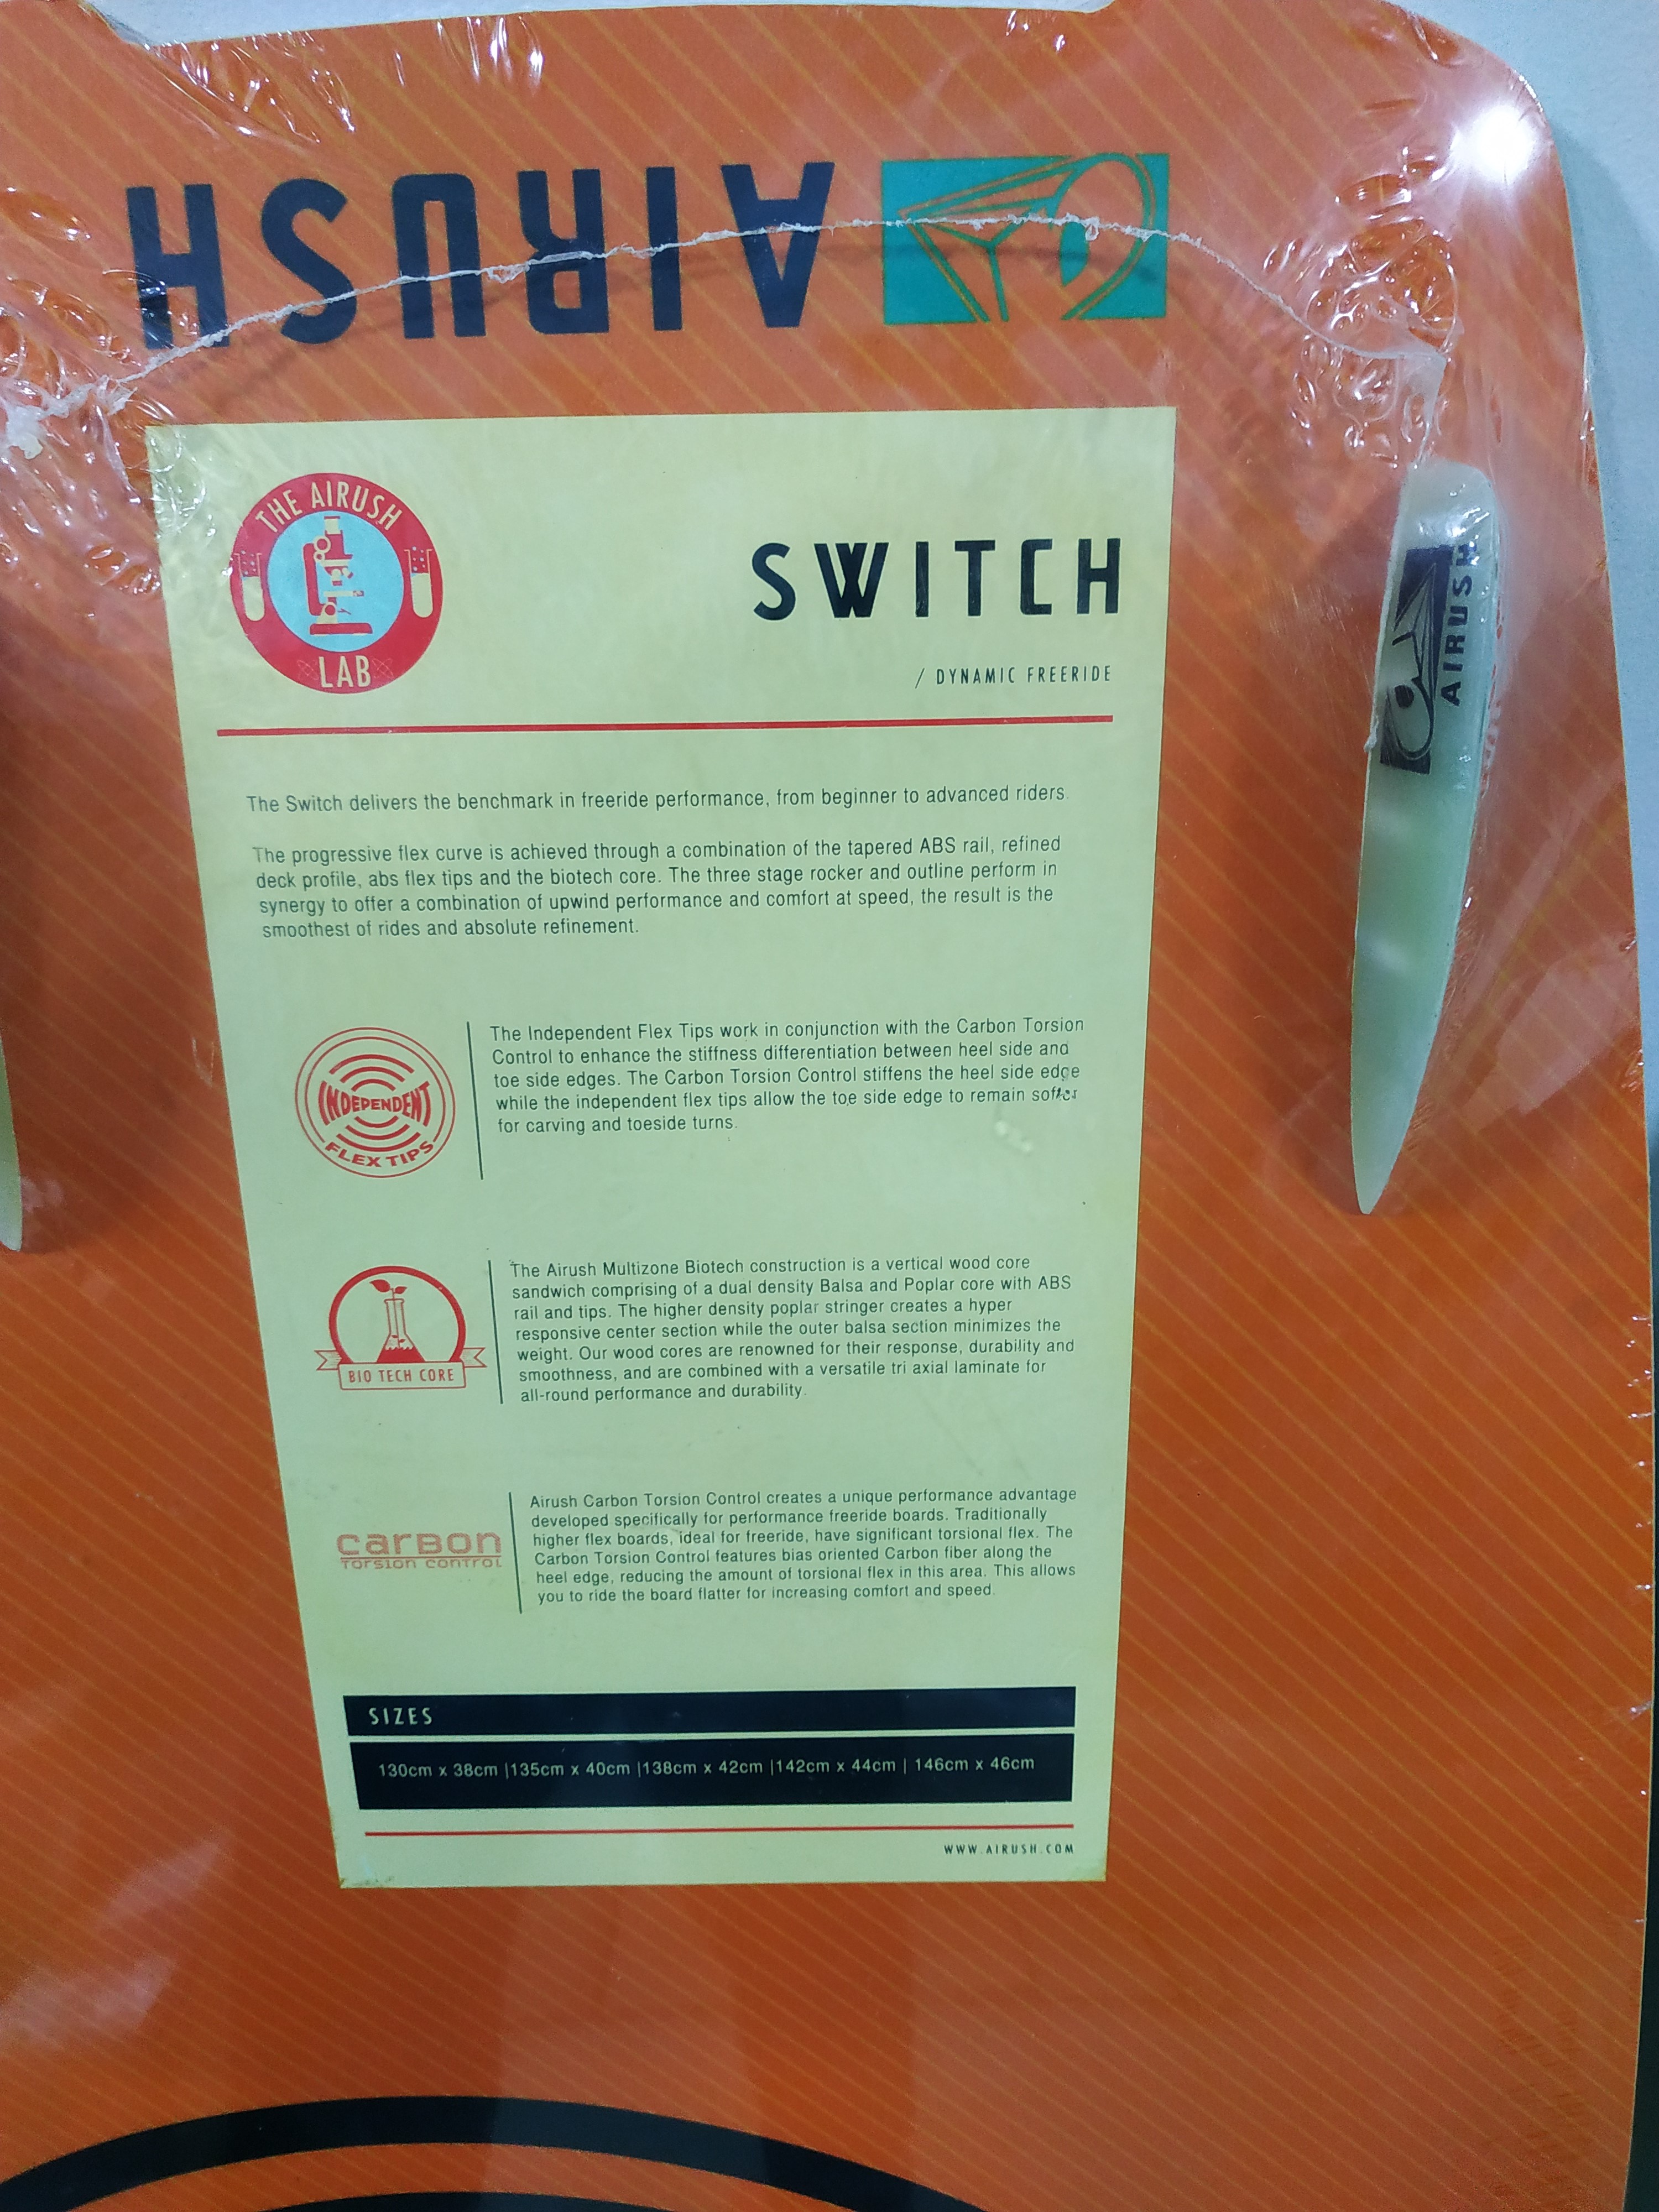 AIRUSH
THE AIRUSH
LAB
SWITCH
/ DYNAMIC FREERIDE
AIRUSH
The Switch delivers the benchmark in freeride performance, from beginner to advanced riders.
The progressive flex curve is achieved through a combination of the tapered ABS rail, refined
deck profile, abs flex tips and the biotech core. The three stage rocker and outline perform in
synergy to offer a combination of upwind performance and comfort at speed, the result is the
smoothest of rides and absolute refinement.
INDEPENDENT
FLEX TIPS
The Independent Flex Tips work in conjunction with the Carbon Torsion
Control to enhance the stiffness differentiation between heel side and
toe side edges. The Carbon Torsion Control stiffens the heel side edge
while the independent flex tips allow the toe side edge to remain softer
for carving and toeside turns.
BIO TECH CORE
The Airush Multizone Biotech construction is a vertical wood core
sandwich comprising of a dual density Balsa and Poplar core with ABS
rail and tips. The higher density poplar stringer creates a hyper
responsive center section while the outer balsa section minimizes the
weight. Our wood cores are renowned for their response, durability and
smoothness, and are combined with a versatile tri axial laminate for
all-round performance and durability.
carbon
torsion control
Airush Carbon Torsion Control creates a unique performance advantage
developed specifically for performance freeride boards. Traditionally
higher flex boards, ideal for freeride, have significant torsional flex. The
Carbon Torsion Control features bias oriented Carbon fiber along the
heel edge, reducing the amount of torsional flex in this area. This allows
you to ride the board flatter for increasing comfort and speed.
SIZES
130cm x 38cm |135cm x 40cm |138cm x 42cm |142cm x 44cm | 146cm x 46cm
WWW.AIRUSH.COM